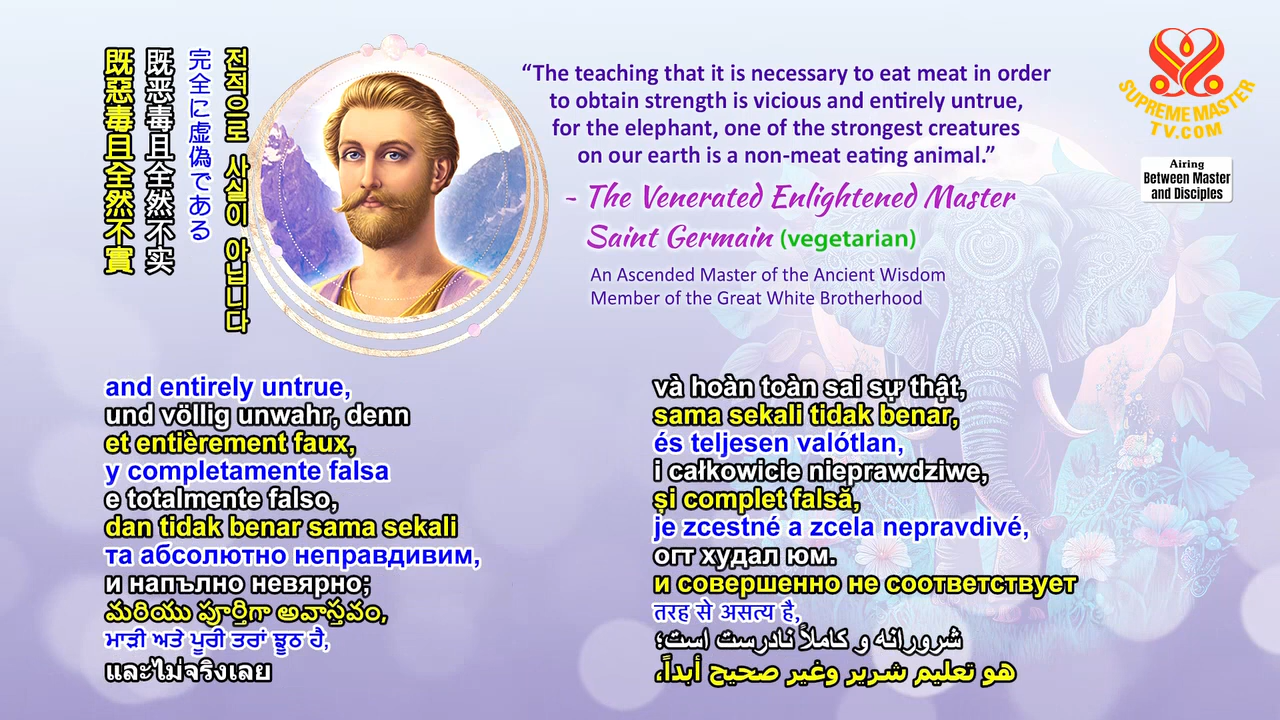 既惡毒且全然不實
既恶毒且全然不实
完全に虚偽である
전적으로 사실이 아닙니다
“The teaching that it is necessary to eat meat in order
to obtain strength is vicious and entirely untrue,
for the elephant, one of the strongest creatures
on our earth is a non-meat eating animal.”
- The Venerated Enlightened Master
Saint Germain (vegetarian)
An Ascended Master of the Ancient Wisdom
Member of the Great White Brotherhood
SUPREME MASTER
TV.COM
Airing
Between Master
and Disciples
and entirely untrue,
und völlig unwahr, denn
et entièrement faux,
y completamente falsa
e totalmente falso,
dan tidak benar sama sekali
та абсолютно неправдивим,
и напълно невярно;
మరియు పూర్తిగా అవాస్తవం,
ਮਾੜੀ ਅਤੇ ਪੂਰੀ ਤਰਾਂ ਝੂਠ ਹੈ,
และไม่จริงเลย
và hoàn toàn sai sự thật,
sama sekali tidak benar,
és teljesen valótlan,
i całkowicie nieprawdziwe,
și complet falsă,
je zcestné a zcela nepravdivé,
огт худал юм.
и совершенно не соответствует
तरह से असत्य है,
شرورانه و کاملاً نادرست است؛
هو تعليم شرير وغير صحيح أبداً،